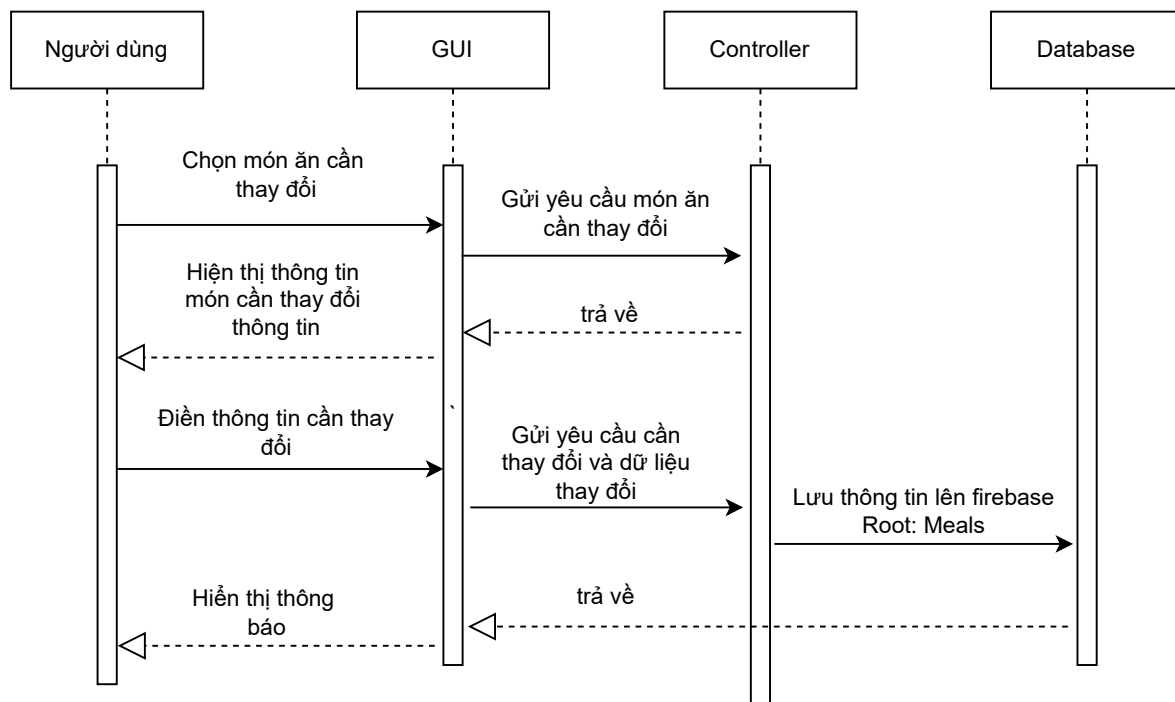 Người dùng
GUI
Controller
Database
Chọn món ăn cần
thay đổi
Gửi yêu cầu món ăn
cần thay đổi
Hiện thị thông tin
món cần thay đổi
thông tin
trả về
Điền thông tin cần thay
đổi
`
Gửi yêu cầu cần
thay đổi và dữ liệu
thay đổi
Lưu thông tin lên firebase
Root: Meals
Hiển thị thông
báo
trả về